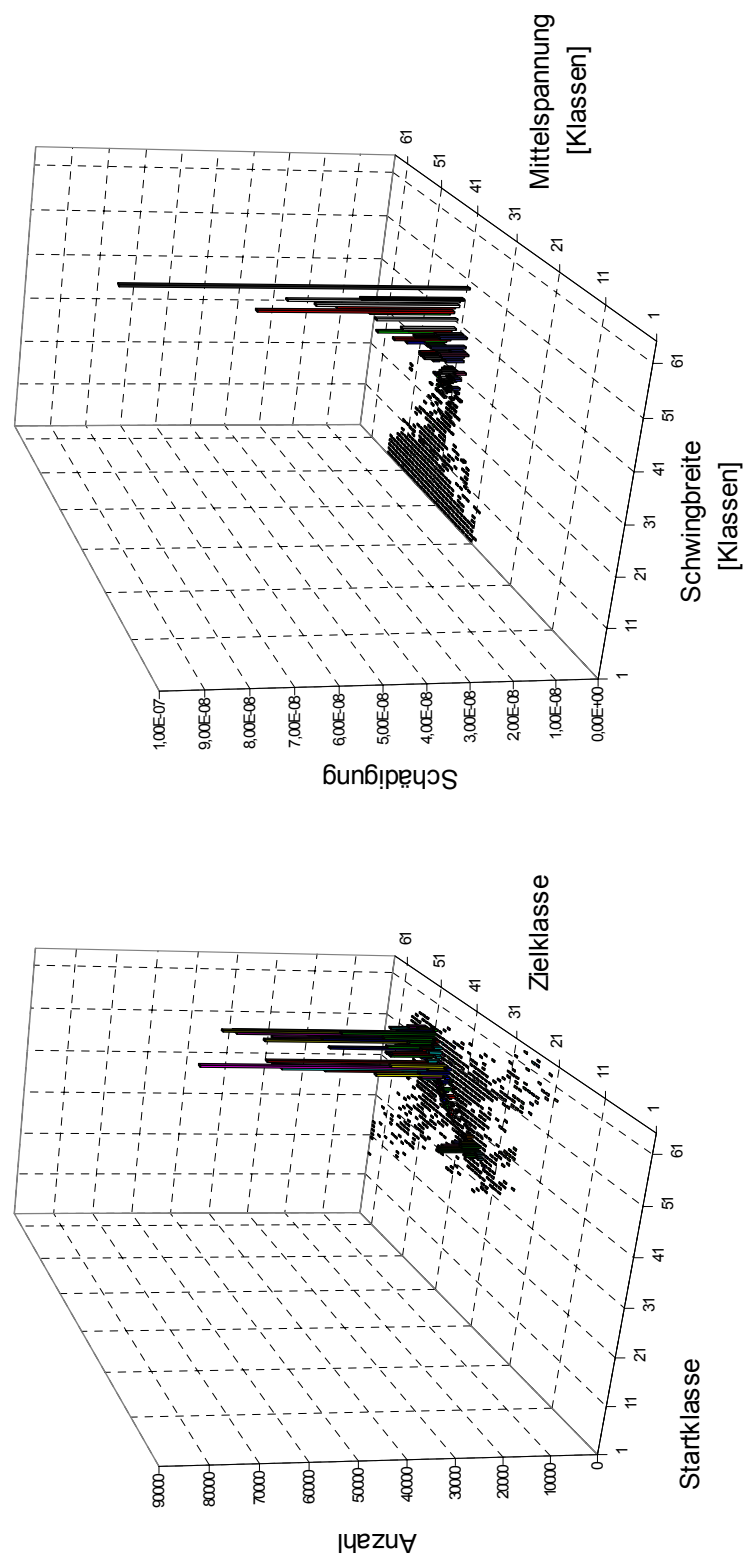 Anzahl
90000
80000
70000
60000
50000
40000
30000
20000
10000
0
1
11
21
31
41
51
61
Startklasse
1
11
21
31
41
51
61
Zielklasse
Schädigung
1,00E-07
9,00E-08
8,00E-08
7,00E-08
6,00E-08
5,00E-08
4,00E-08
3,00E-08
2,00E-08
1,00E-08
0,00E+00
1
11
21
31
41
51
61
Schwingbreite
[Klassen]
1
11
21
31
41
51
61
Mittelspannung
[Klassen]